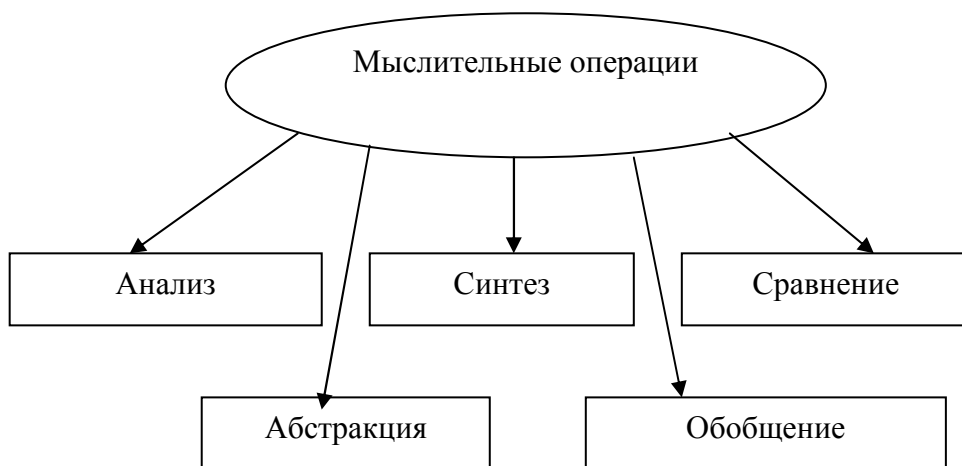 Мыслительные операции
Анализ
Синтез
Сравнение
Абстракция
Обобщение